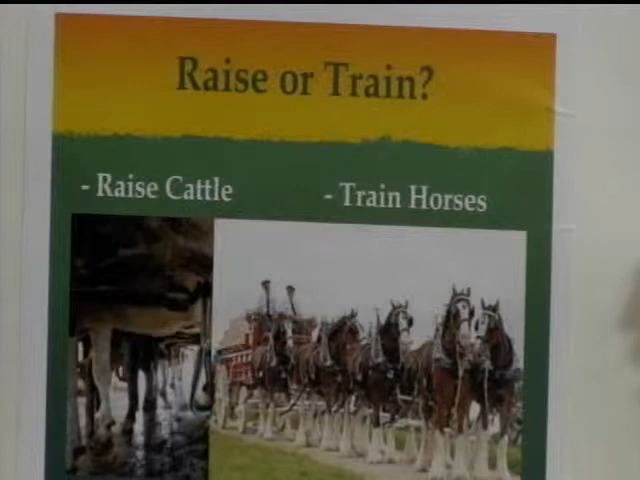 Raise or Train?
- Raise Cattle
- Train Horses